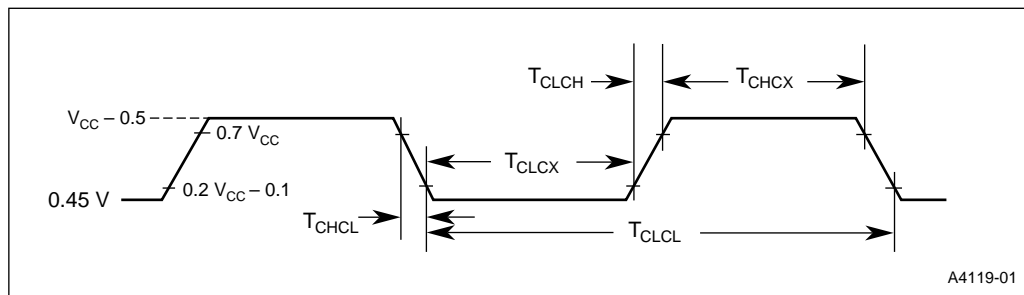 T_CLCH
T_CHCX
V_CC – 0.5
0.7 V_CC
T_CLCX
0.2 V_CC – 0.1
0.45 V
T_CHCL
T_CLCL
A4119-01